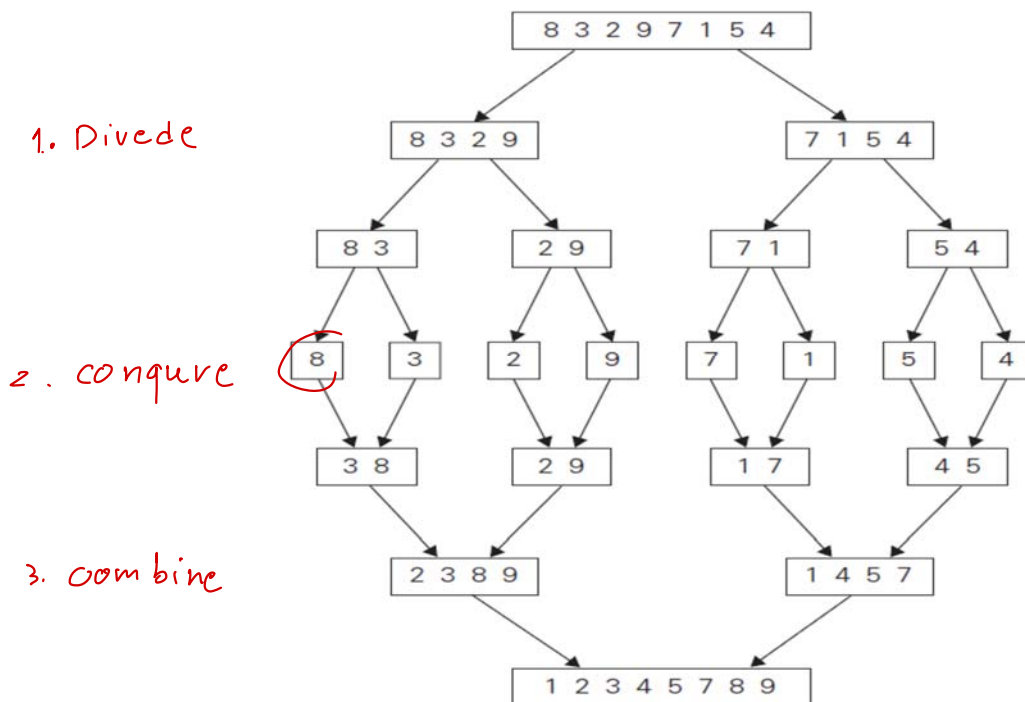 8 3 2 9 7 1 5 4
1. Divede
8 3 2 9 7 1 5 4
8 3 2 9 7 1 5 4
2. conqure
8 3 2 9 7 1 5 4
3 8 2 9 1 7 4 5
3. combine
2 3 8 9 1 4 5 7
1 2 3 4 5 7 8 9